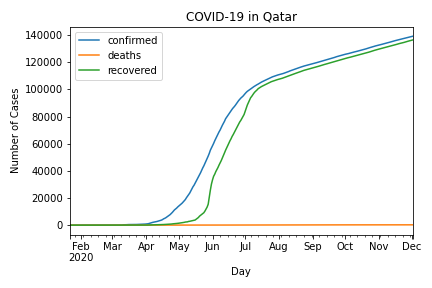 COVID-19 in Qatar
confirmed
deaths
recovered
Number of Cases
140000
120000
100000
80000
60000
40000
20000
0
Feb Mar Apr May Jun Jul Aug Sep Oct Nov Dec
2020
Day